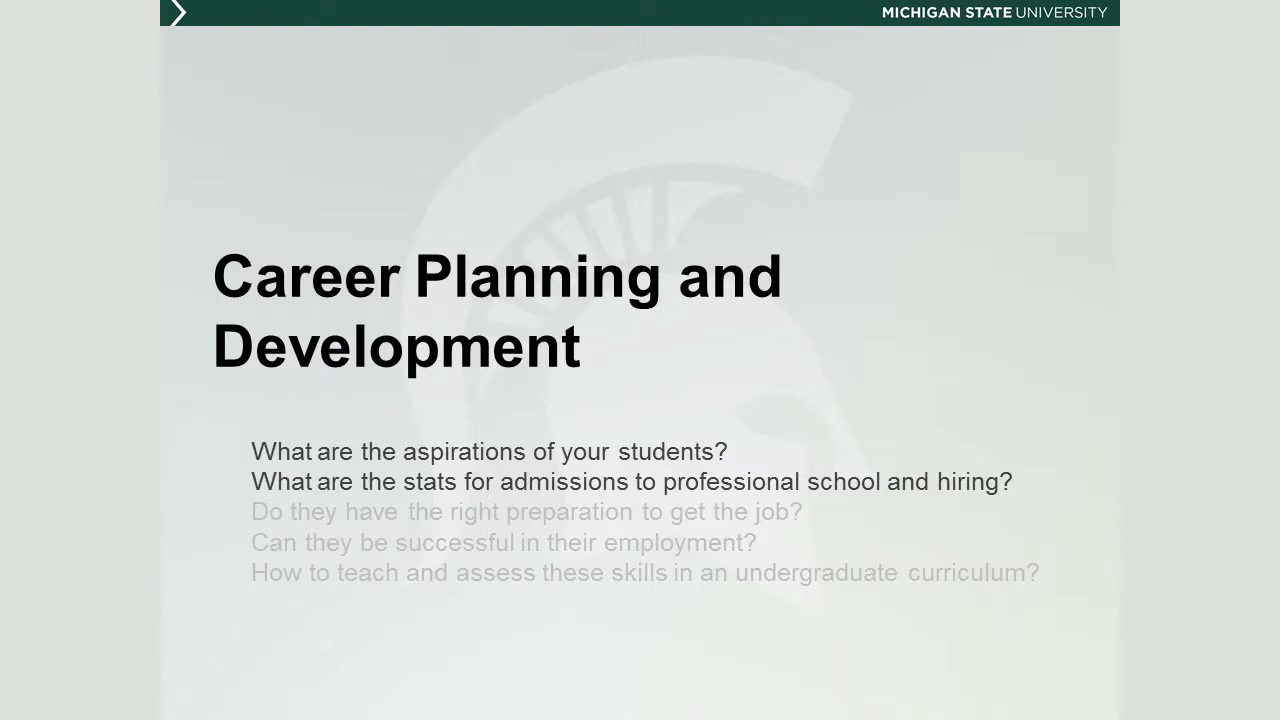 MICHIGAN STATE UNIVERSITY
Career Planning and
Development
What are the aspirations of your students?
What are the stats for admissions to professional school and hiring?
Do they have the right preparation to get the job?
Can they be successful in their employment?
How to teach and assess these skills in an undergraduate curriculum?